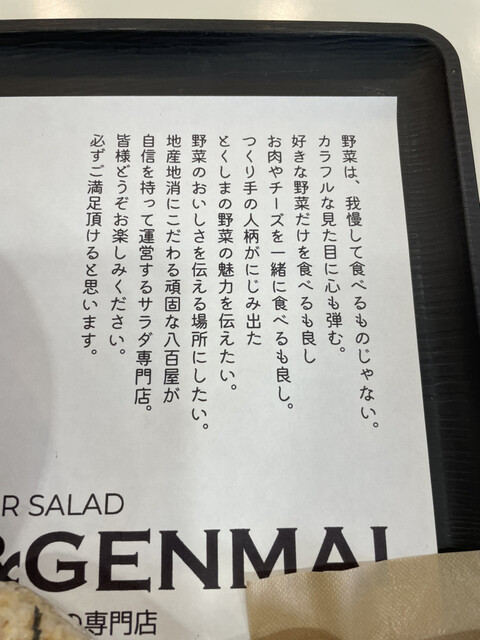 野菜は、我慢して食べるものじゃない。
カラフルな見た目に心も弾む。
好きな野菜だけを食べるも良し
お肉やチーズを一緒に食べるも良し。
つくり手の人柄がにじみ出た
とくしまの野菜の魅力を伝えたい。
野菜のおいしさを伝える場所にしたい。
地産地消にこだわる頑固な八百屋が
自信を持って運営するサラダ専門店。
皆様どうぞお楽しみください。
必ずご満足頂けると思います。
R SALAD
&GENMAI
の専門店